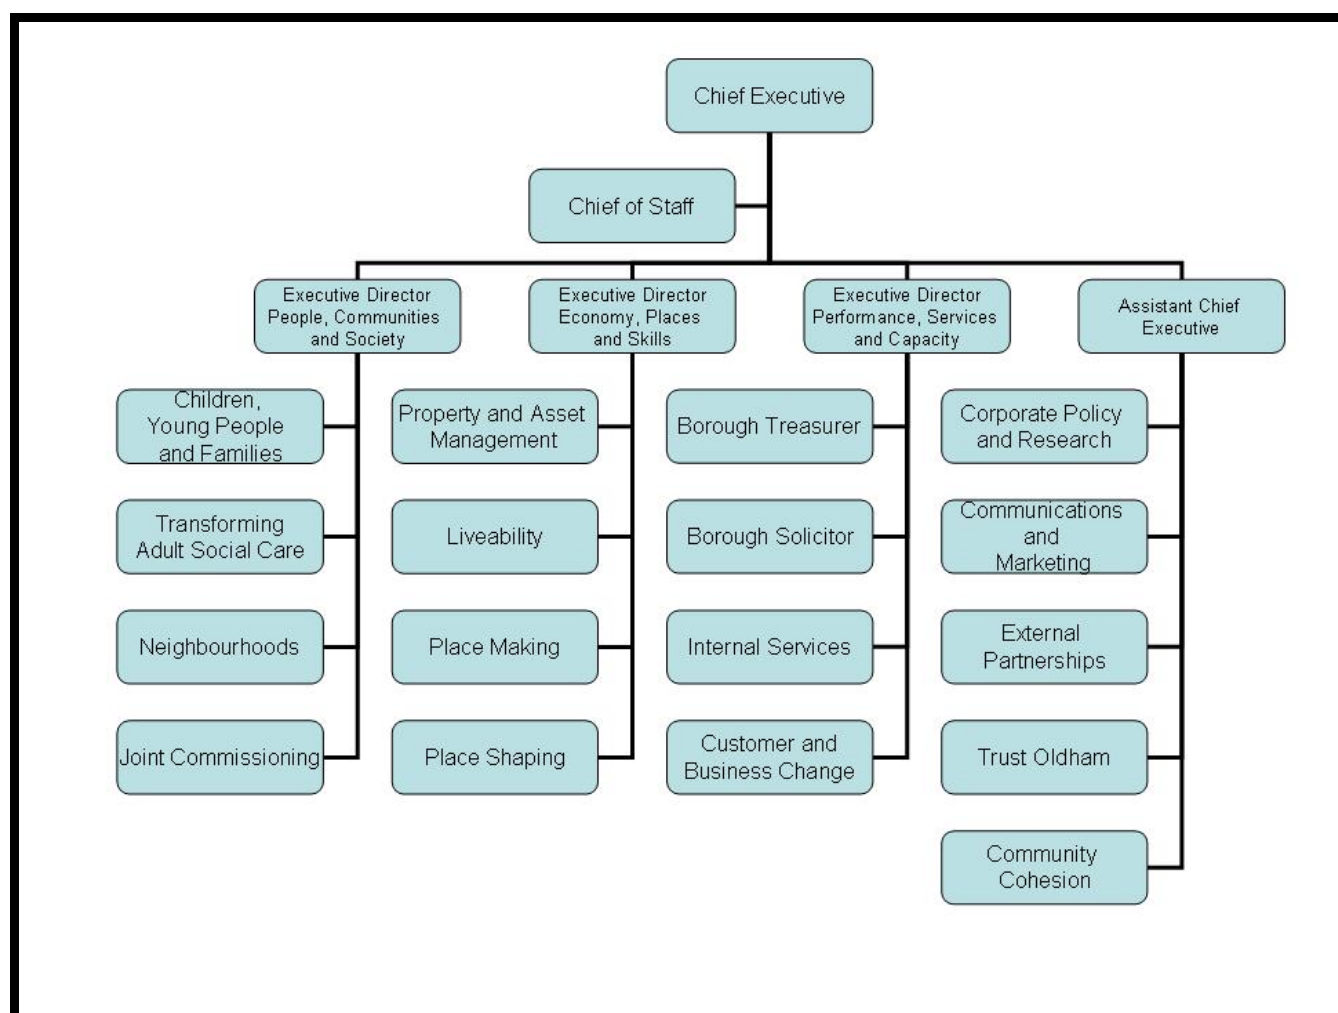 Chief Executive
Chief of Staff
Executive Director
People, Communities
and Society
Executive Director
Economy, Places
and Skills
Executive Director
Performance, Services
and Capacity
Assistant Chief
Executive
Children,
Young People
and Families
Property and Asset
Management
Borough Treasurer
Corporate Policy
and Research
Transforming
Adult Social Care
Liveability
Borough Solicitor
Communications
and
Marketing
Neighbourhoods
Place Making
Internal Services
External
Partnerships
Joint Commissioning
Place Shaping
Customer and
Business Change
Trust Oldham
Community
Cohesion